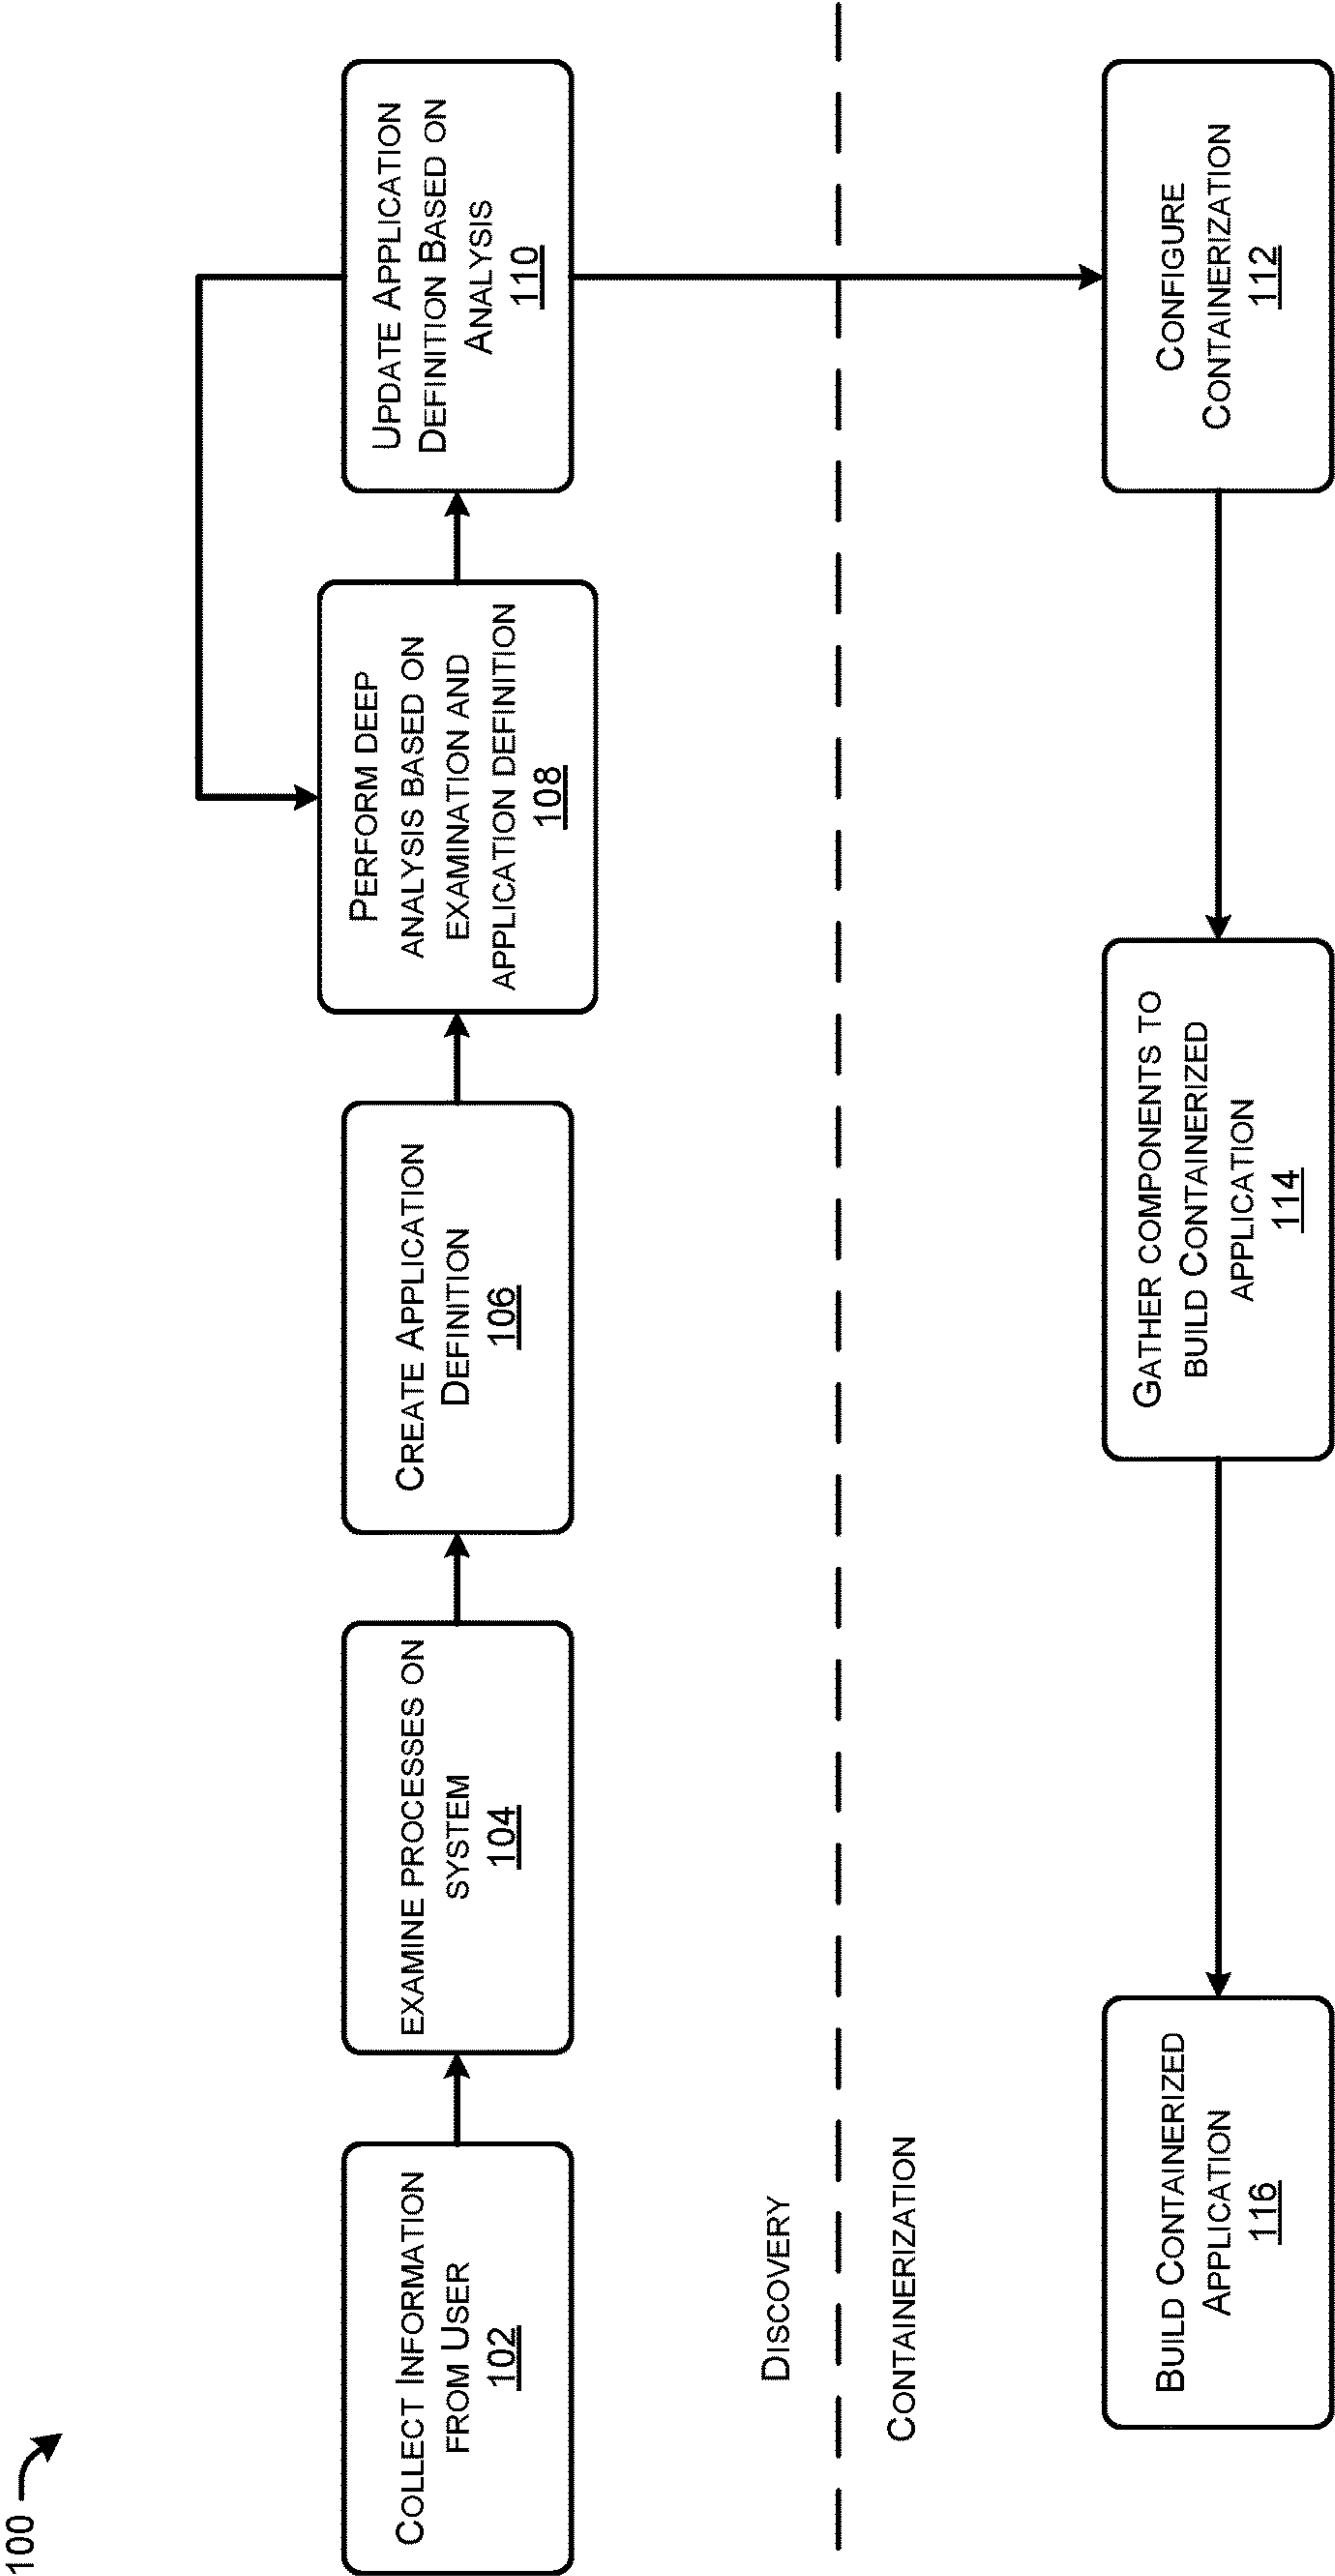 100
COLLECT INFORMATION
FROM USER
102
EXAMINE PROCESSES ON
SYSTEM
104
CREATE APPLICATION
DEFINITION
106
PERFORM DEEP
ANALYSIS BASED ON
EXAMINATION AND
APPLICATION DEFINITION
108
UPDATE APPLICATION
DEFINITION BASED ON
ANALYSIS
110
DISCOVERY
CONTAINERIZATION
CONFIGURE
CONTAINERIZATION
112
GATHER COMPONENTS TO
BUILD CONTAINERIZED
APPLICATION
114
BUILD CONTAINERIZED
APPLICATION
116